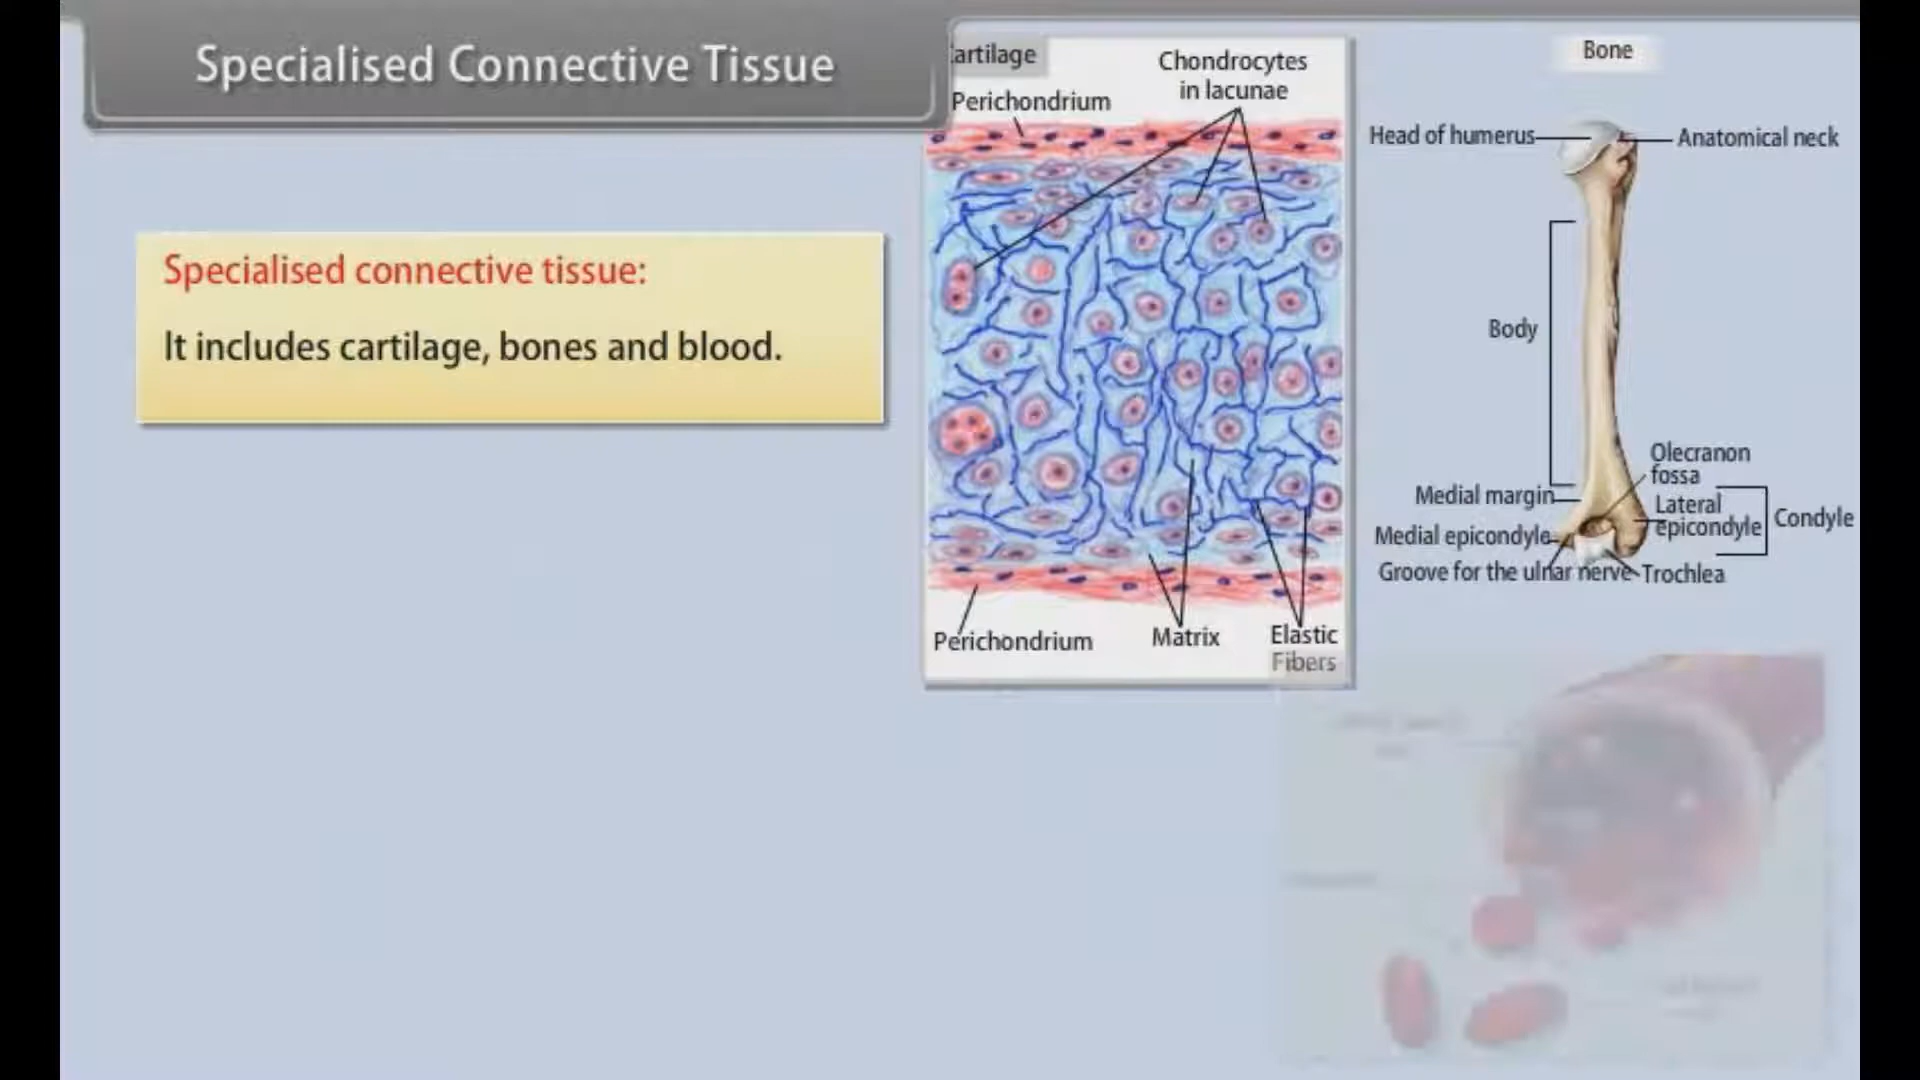 Specialised Connective Tissue
Specialised connective tissue:
It includes cartilage, bones and blood.
artilage
Perichondrium
Chondrocytes
in lacunae
Perichondrium
Matrix
Elastic
Fibers
Bone
Head of humerus
Anatomical neck
Body
Olecranon
fossa
Medial margin
Lateral
epicondyle
Condyle
Medial epicondyle
Groove for the ulnar nerve
Trochlea